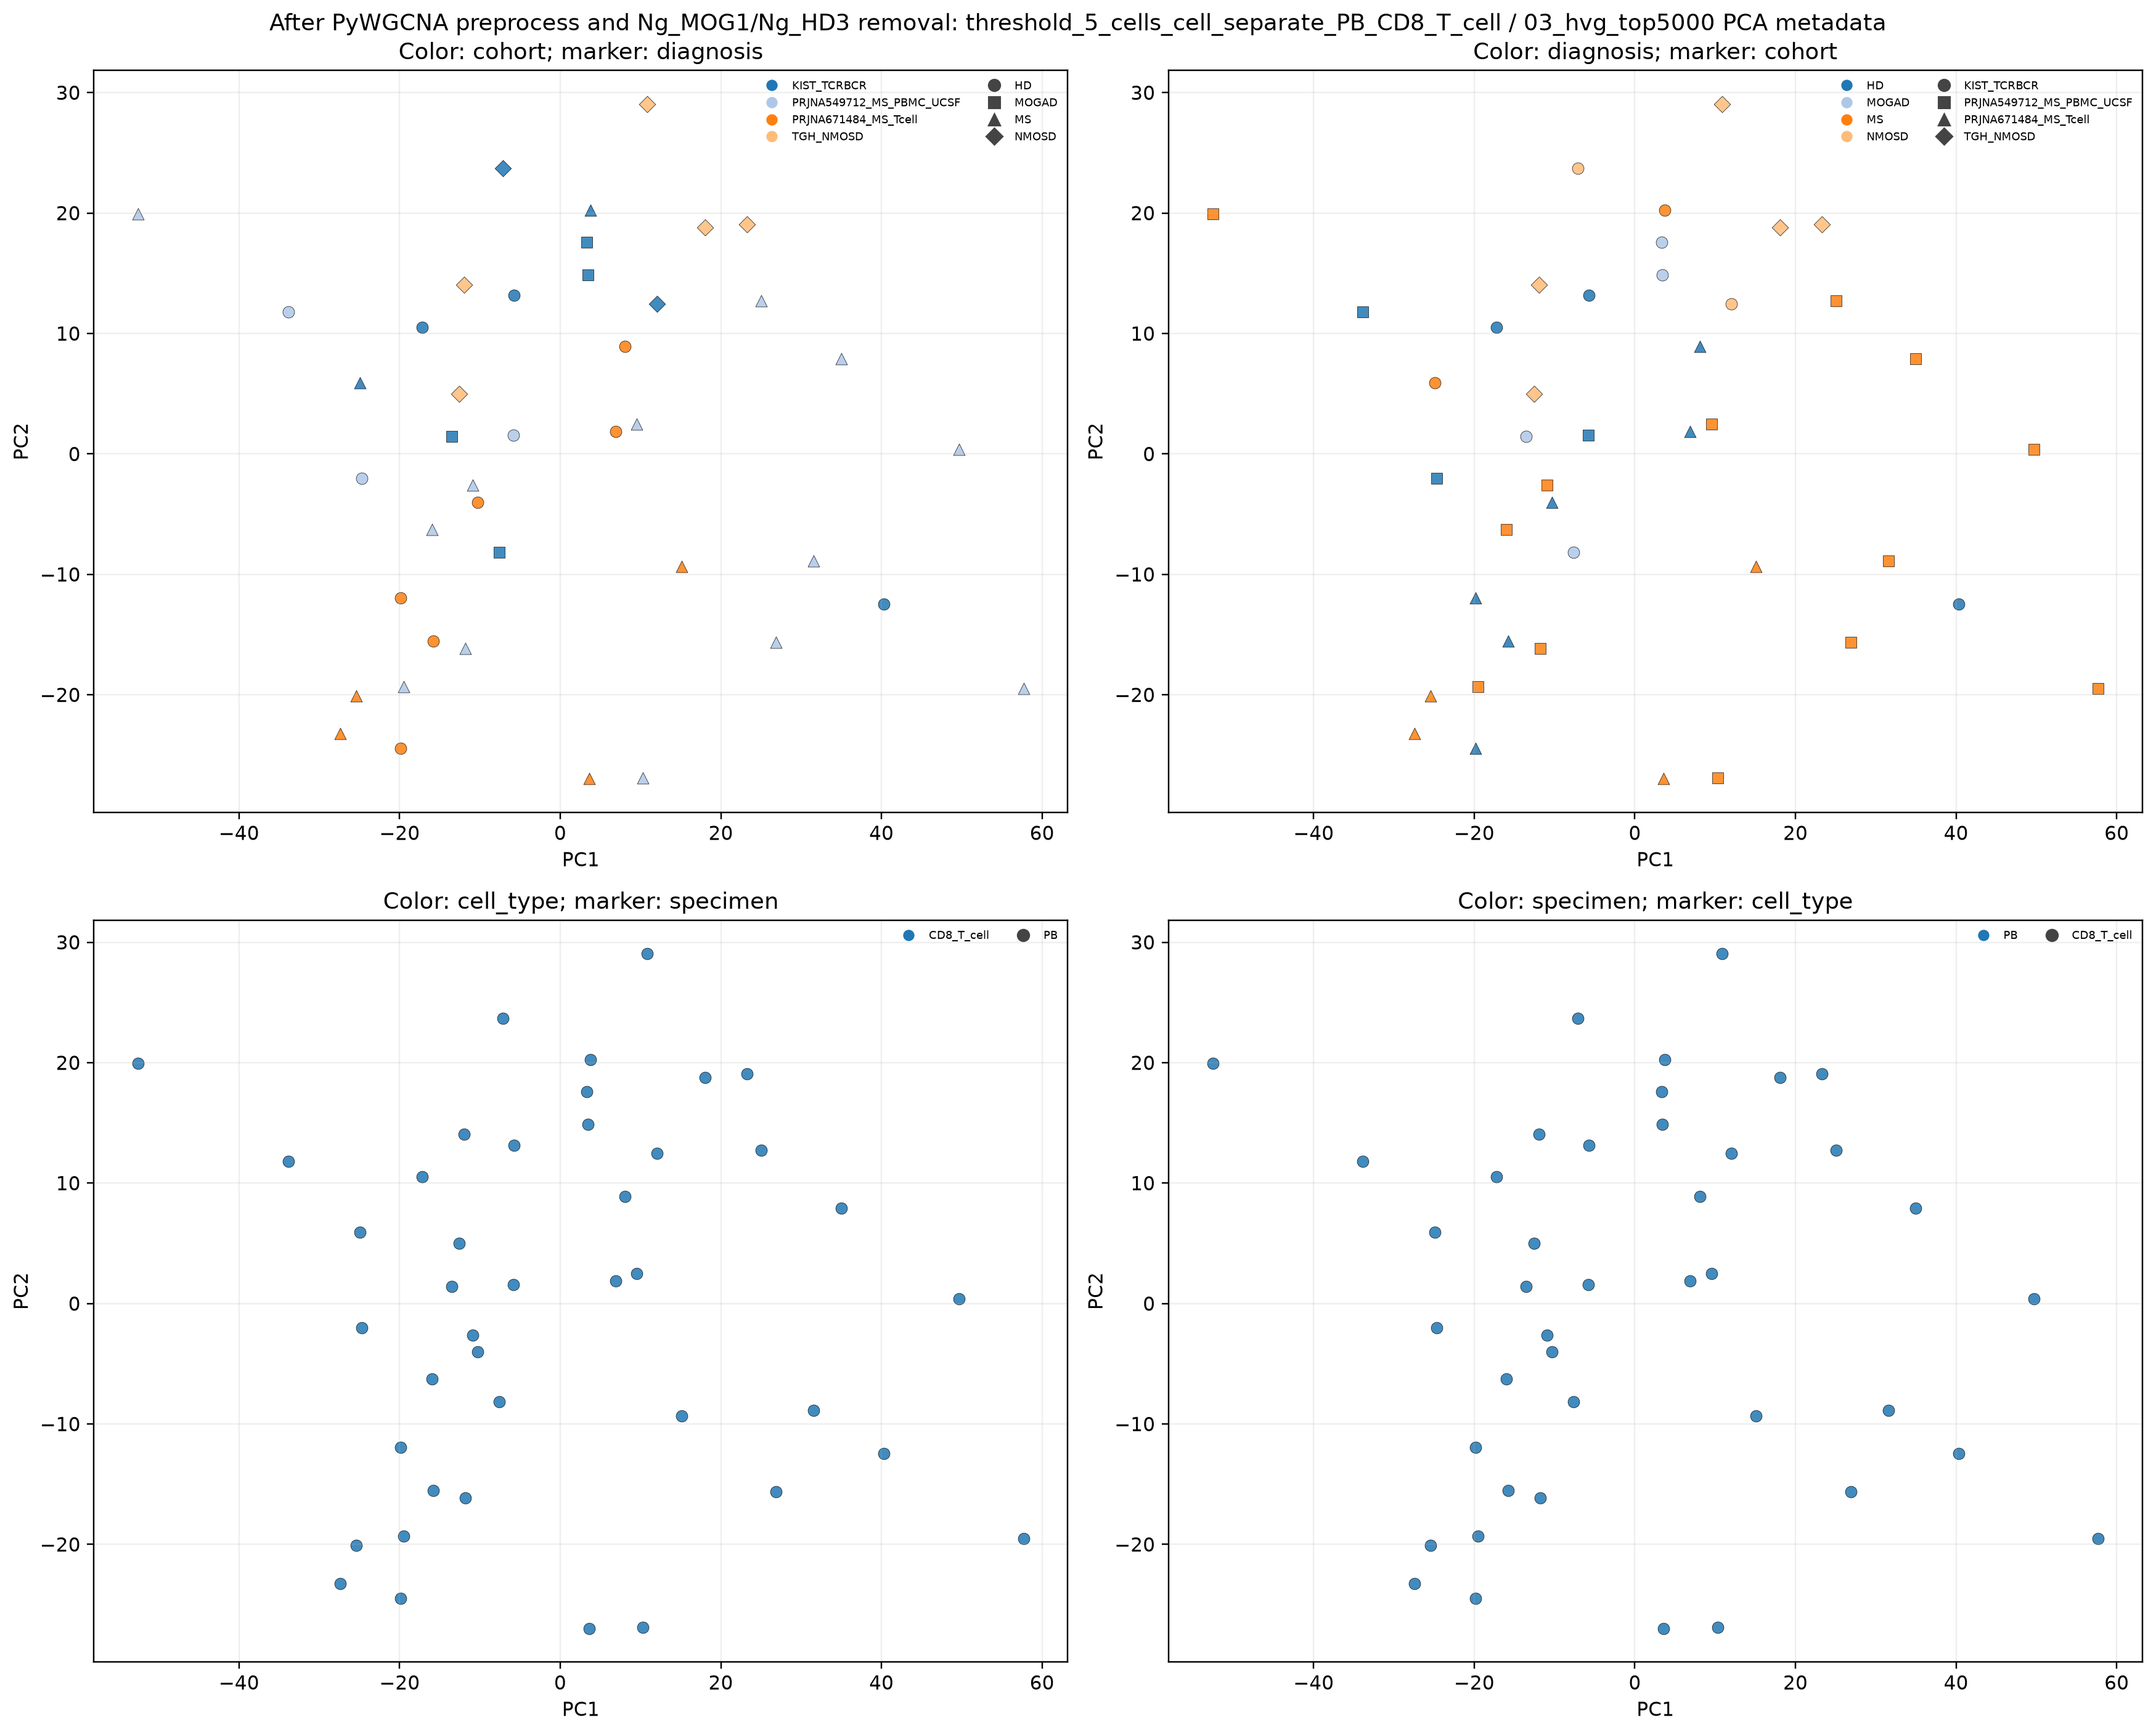 After PyWGCNA preprocess and Ng_MOG1/Ng_HD3 removal: threshold_5_cells_cell_separate_PB_CD8_T_cell / 03_hvg_top5000 PCA metadata
Color: cohort; marker: diagnosis
KIST_TCRBCR HD
PRJNA549712_MS_PBMC_UCSF MOGAD
PRJNA671484_MS_Tcell MS
TGH_NMOSD NMOSD
30
20
10
0
−10
−20
PC2
−40 −20 0 20 40 60
PC1
Color: diagnosis; marker: cohort
HD KIST_TCRBCR
MOGAD PRJNA549712_MS_PBMC_UCSF
MS PRJNA671484_MS_Tcell
NMOSD TGH_NMOSD
30
20
10
0
−10
−20
PC2
−40 −20 0 20 40 60
PC1
Color: cell_type; marker: specimen
CD8_T_cell PB
30
20
10
0
−10
−20
PC2
−40 −20 0 20 40 60
PC1
Color: specimen; marker: cell_type
PB CD8_T_cell
30
20
10
0
−10
−20
PC2
−40 −20 0 20 40 60
PC1